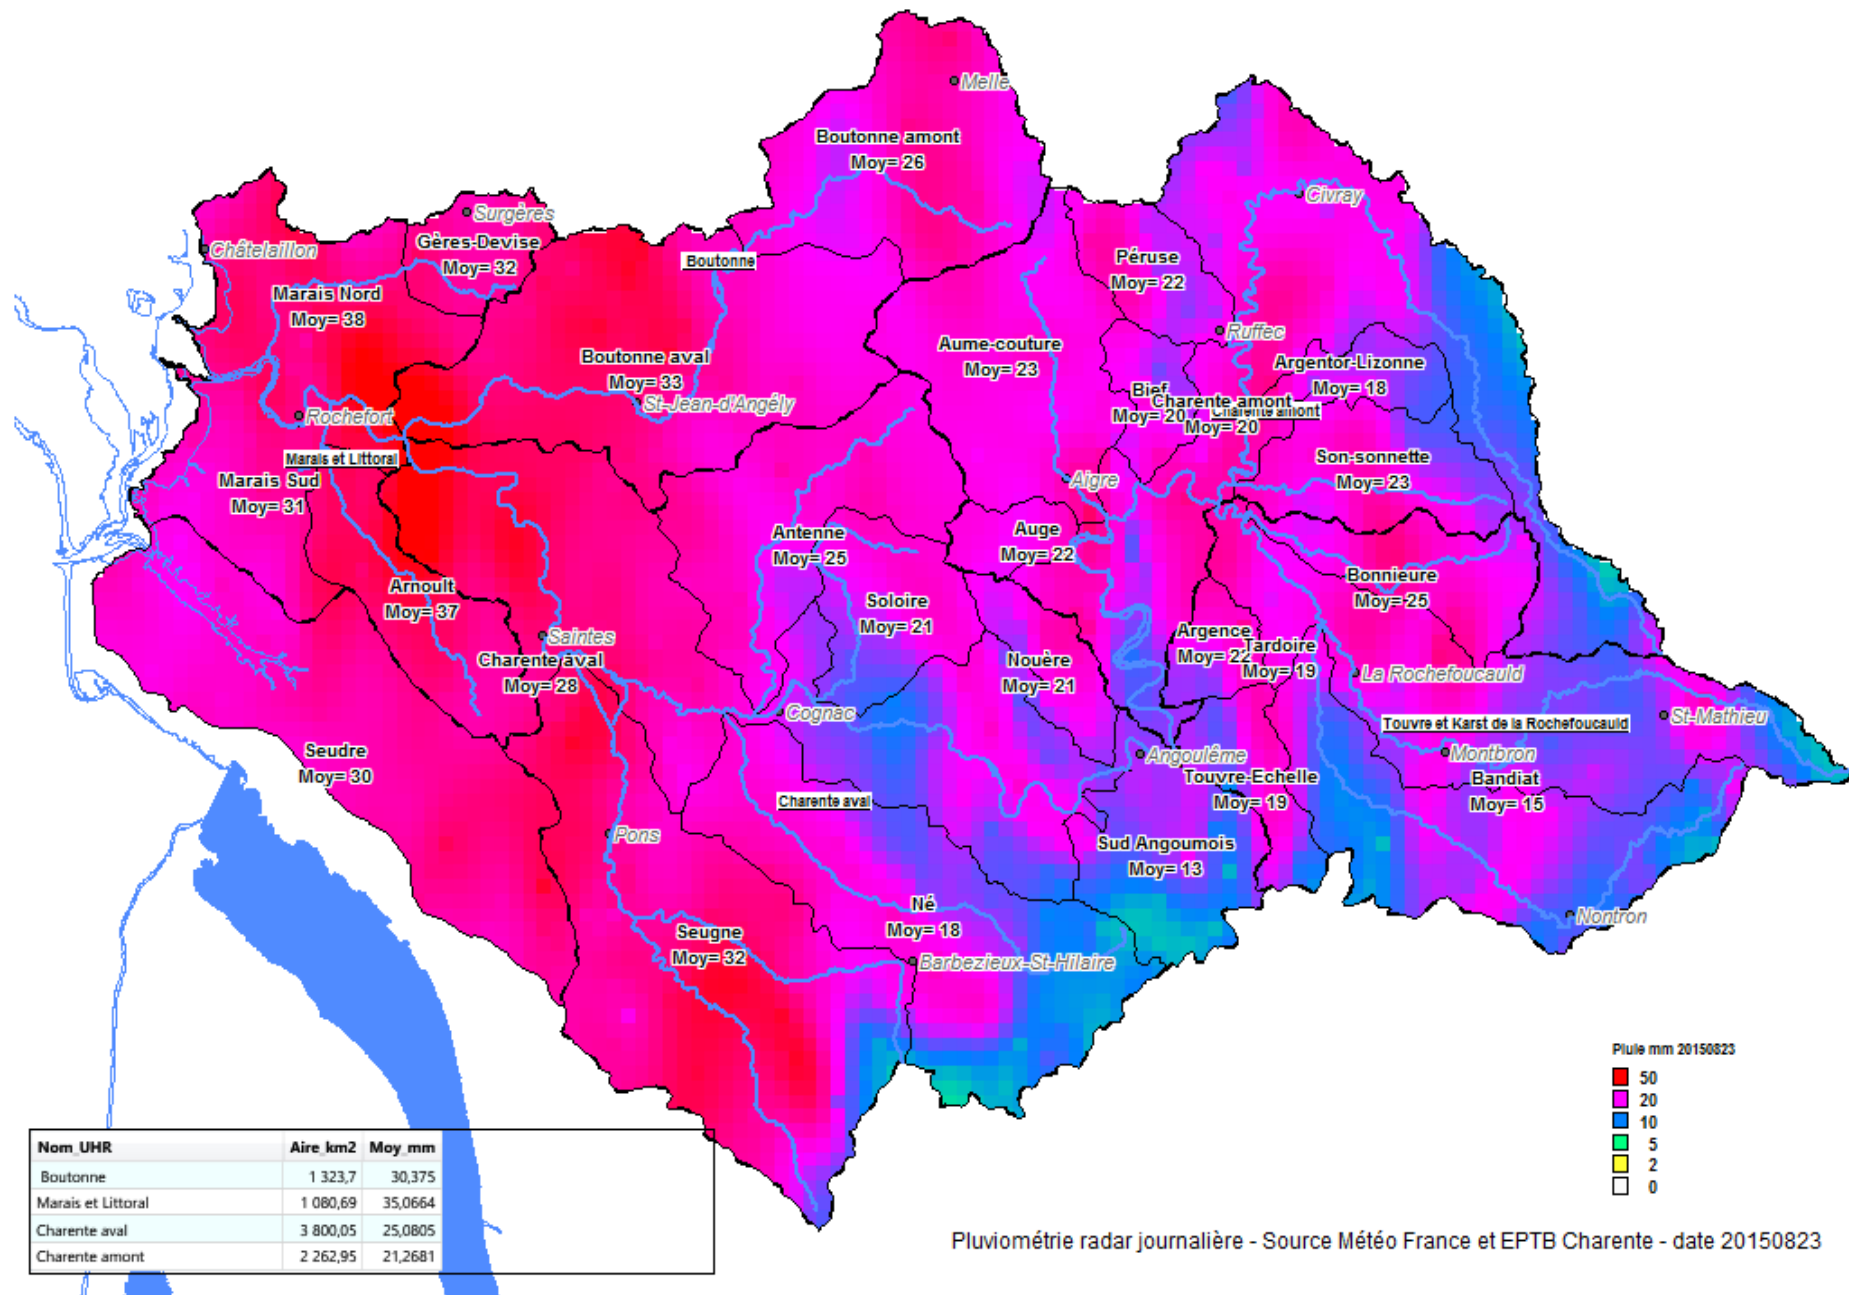 Melle
Boutonne amont
Moy= 26
Civray
Surgères
Châtelaillon
Gères-Devise
Moy= 32
Boutonne
Péruse
Moy= 22
Marais Nord
Moy= 38
Ruffec
Aume-couture
Moy= 23
Boutonne aval
Moy= 33
Argentor-Lizonne
Moy= 18
St-Jean-d'Angély
Bief
Moy= 20
Charente amont
Moy= 20
Charente amont
Rochefort
Marais et Littoral
Marais Sud
Moy= 31
Son-sonnette
Moy= 23
Aigre
Antenne
Moy= 25
Auge
Moy= 22
Arnoult
Moy= 37
Bonnieure
Moy= 25
Soloire
Moy= 21
Saintes
Charente aval
Moy= 28
Argence
Moy= 22
Tardoire
Moy= 19
Nouère
Moy= 21
La Rochefoucauld
Cognac
Touvre et Karst de la Rochefoucauld
St-Mathieu
Seudre
Moy= 30
Angoulême
Montbron
Touvre-Echelle
Moy= 19
Bandiat
Moy= 15
Charente aval
Pons
Sud Angoumois
Moy= 13
Né
Moy= 18
Nontron
Seugne
Moy= 32
Barbezieux-St-Hilaire
Pluie mm 20150823
50
20
10
5
2
0
Nom_UHR Aire_km2 Moy_mm
Boutonne 1 323,7 30,375
Marais et Littoral 1 080,69 35,0664
Charente aval 3 800,05 25,0805
Charente amont 2 262,95 21,2681
Pluviométrie radar journalière - Source Météo France et EPTB Charente - date 20150823